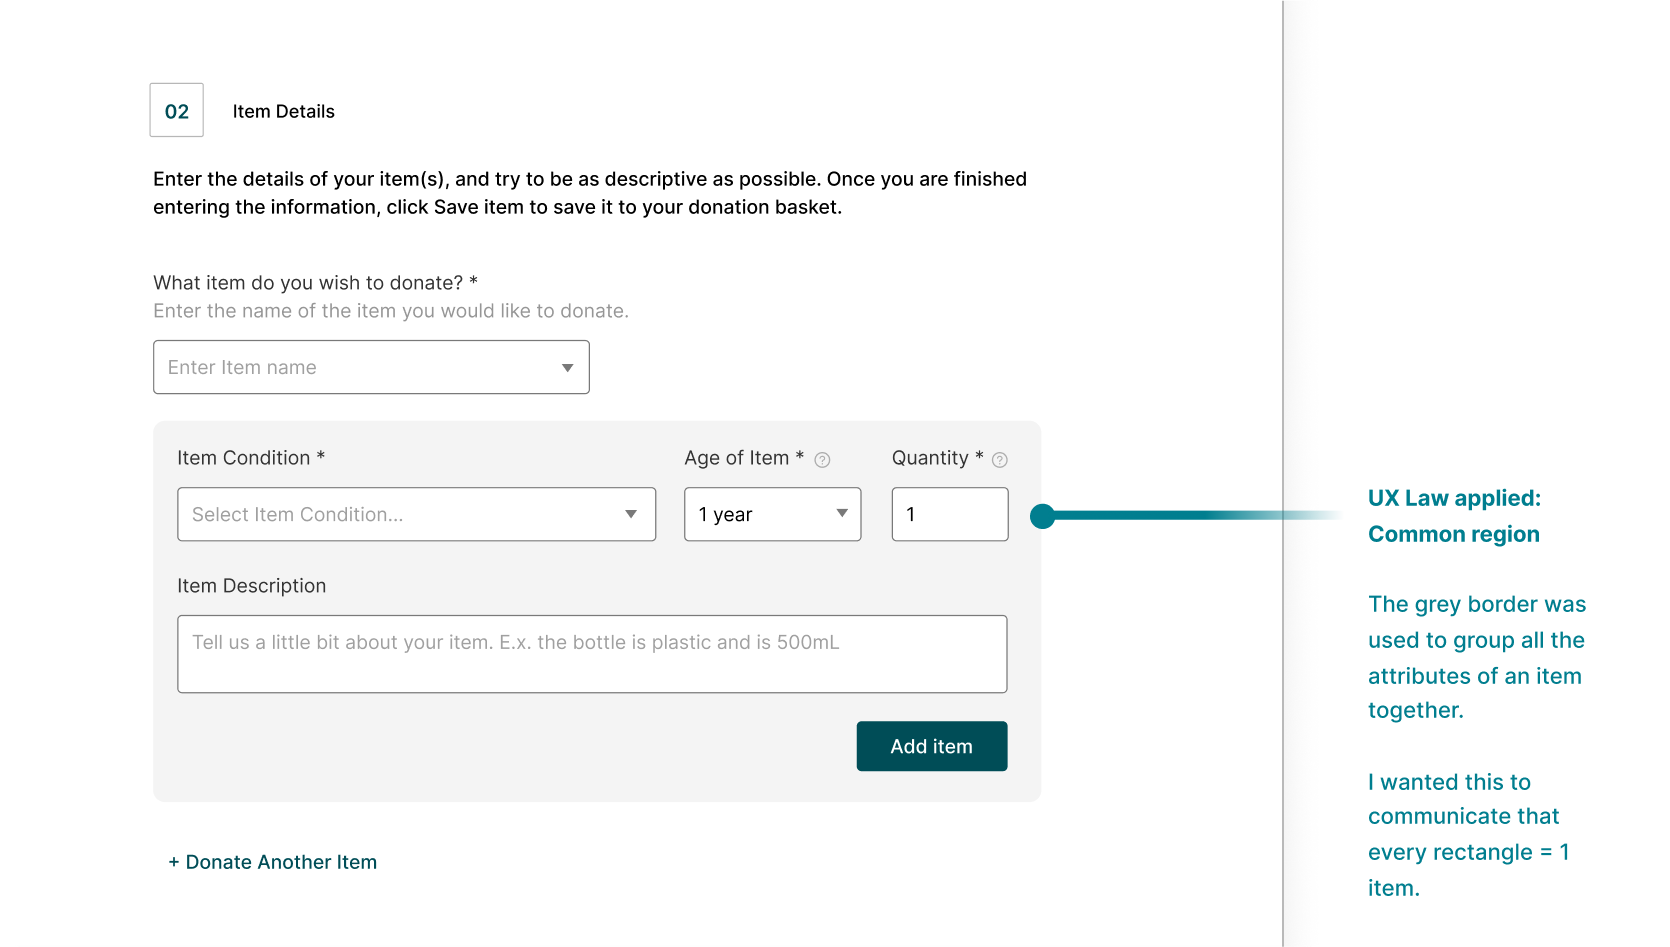 02
Item Details
Enter the details of your item(s), and try to be as descriptive as possible. Once you are finished
entering the information, click Save item to save it to your donation basket.
What item do you wish to donate? *
Enter the name of the item you would like to donate.
Enter Item name
Item Condition *
Age of Item * ?
Quantity * ?
Select Item Condition...
1 year
1
Item Description
Tell us a little bit about your item. E.x. the bottle is plastic and is 500mL
Add item
+ Donate Another Item
UX Law applied:
Common region
The grey border was
used to group all the
attributes of an item
together.
I wanted this to
communicate that
every rectangle = 1
item.